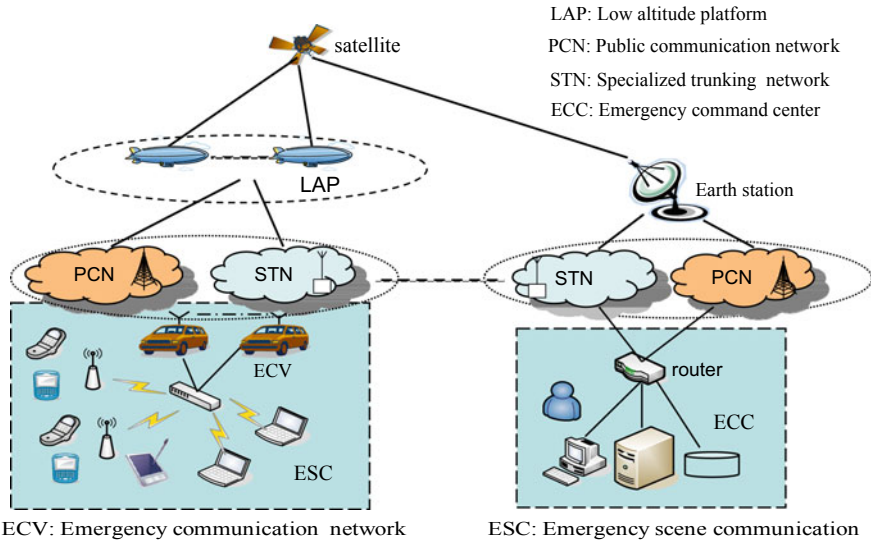 LAP: Low altitude platform
satellite
PCN: Public communication network
STN: Specialized trunking network
ECC: Emergency command center
LAP
Earth station
PCN
STN
STN
PCN
ECV
router
ECC
ESC
ECV: Emergency communication network
ESC: Emergency scene communication